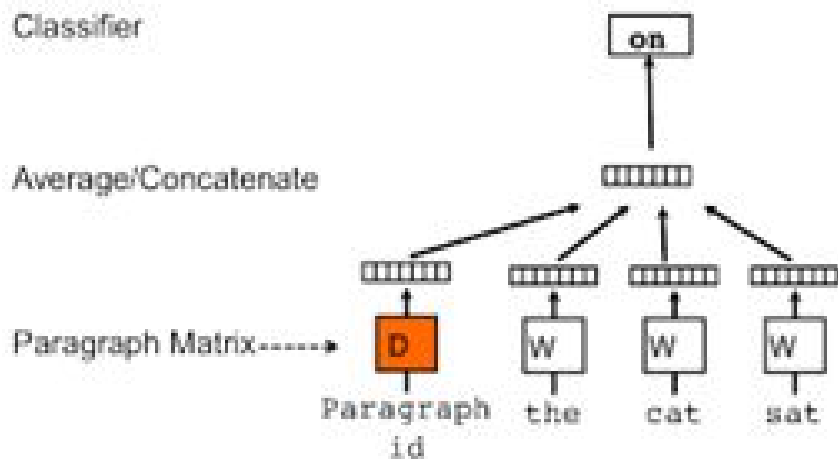 Classifier
on
Average/Concatenate
Paragraph Matrix
D
W
W
W
Paragraph
id
the
cat
sat